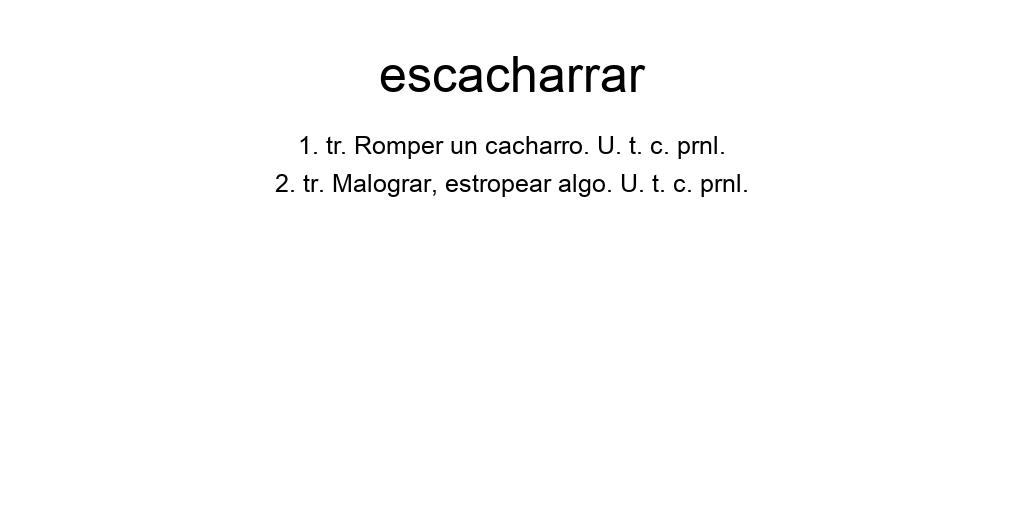 escacharrar
1. tr. Romper un cacharro. U. t. c. prnl.
2. tr. Malograr, estropear algo. U. t. c. prnl.